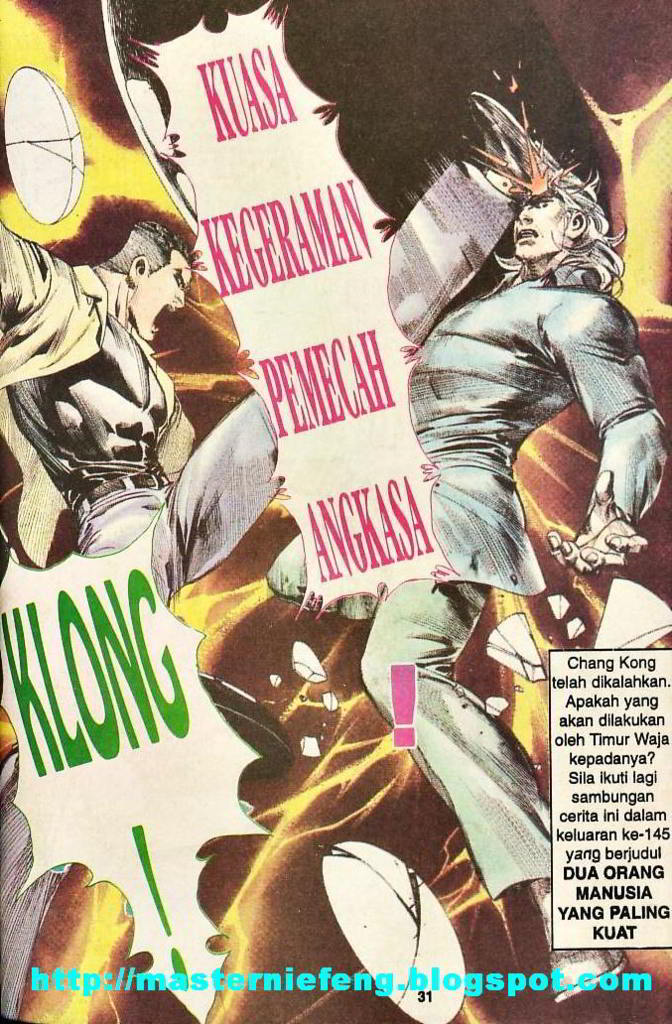 KUASA
KEGERAMAN
PEMECAH
ANGKASA
!
KLONG
!
Chang Kong
telah dikalahkan.
Apakah yang
akan dilakukan
oleh Timur Waja
kepadanya?
Sila ikuti lagi
sambungan
cerita ini dalam
keluaran ke-145
yang berjudul
DUA ORANG
MANUSIA
YANG PALING
KUAT
http://masterniefeng.blogspot.com
31